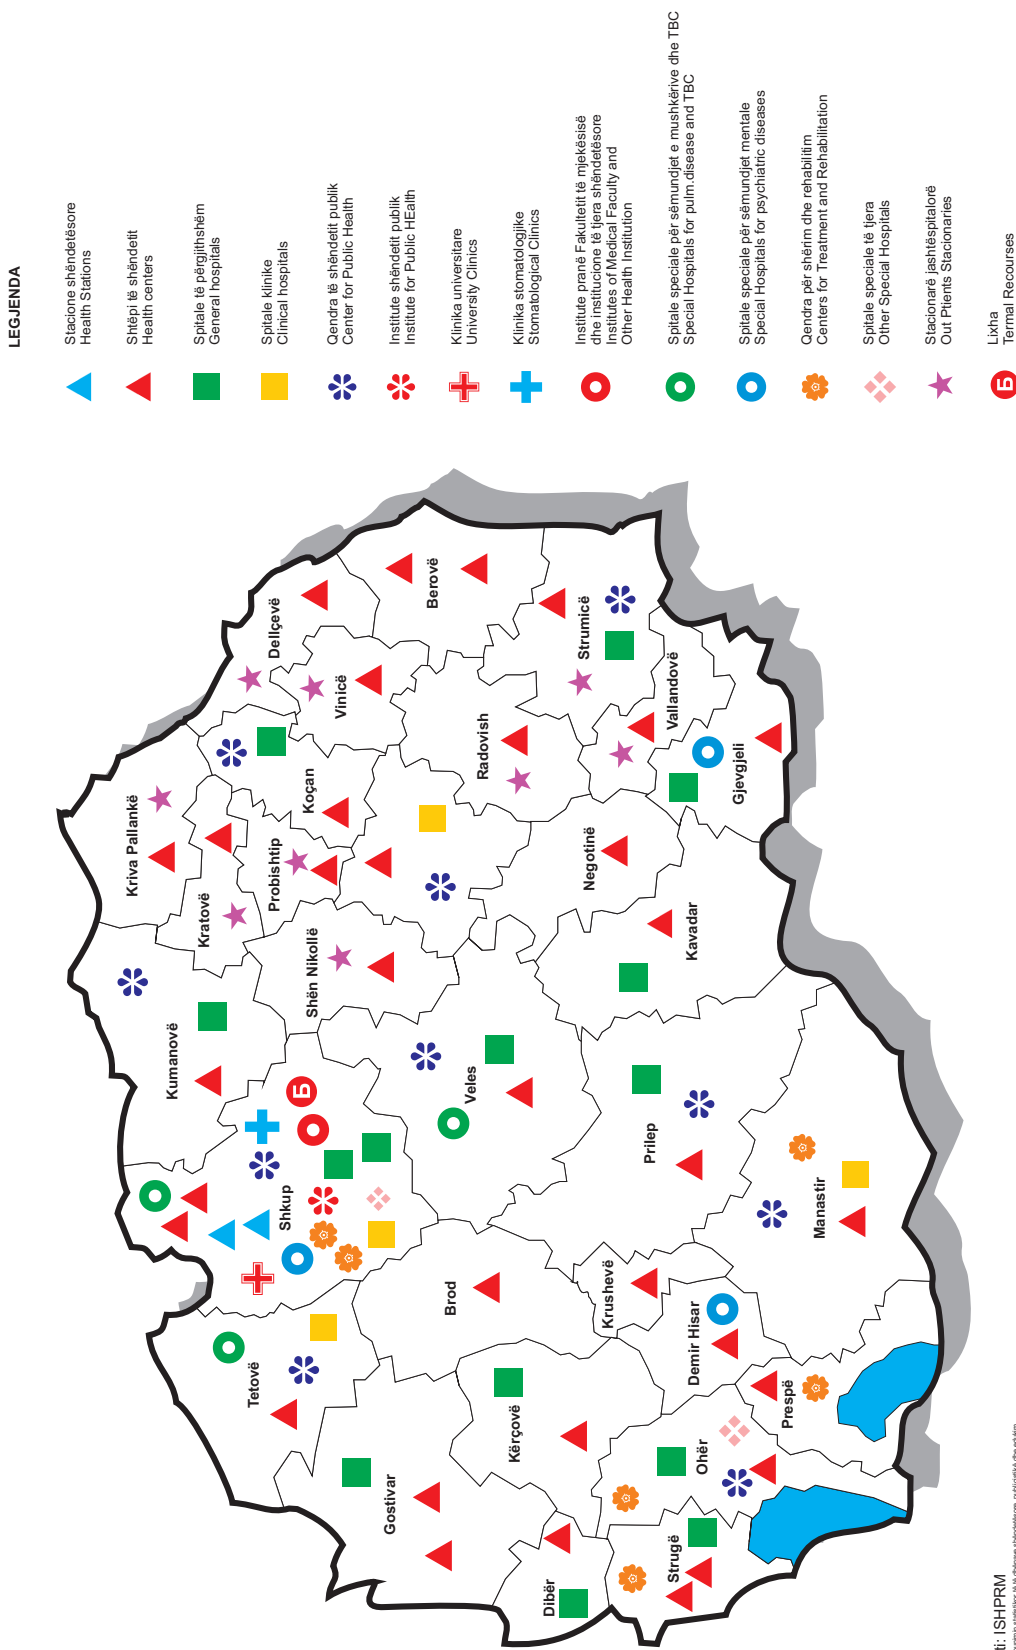 LEGJENDA
Stacione shëndetësore
Health Stations
Shtëpi të shëndetit
Health centers
Spitale të përgjithshëm
General hospitals
Spitale klinike
Clinical hospitals
Qendra të shëndetit publik
Center for Public Health
Institute shëndetit publik
Institute for Public HEalth
Klinika universitare
University Clinics
Klinika stomatologjike
Stomatological Clinics
Institute pranë Fakultetit të mjekësisë
dhe institucione të tjera shëndetësore
Institutes of Medical Faculty and
Other Health Institution
Spitale speciale për sëmundjet e mushkërive dhe TBC
Special Hospitals for pulm.disease and TBC
Spitale speciale për sëmundjet mentale
Special Hospitals for psychiatric diseases
Qendra për shërim dhe rehabilitim
Centers for Treatment and Rehabilitation
Spitale speciale të tjera
Other Special Hospitals
Stacionarë jashtëspitalorë
Out Ptients Stacionaries
Б
Lixha
Termal Recourses
Kriva Pallankë
Kratovë
Kumanovë
Probishtip
Koçan
Dellçevë
Vinicë
Berovë
Shën Nikollë
Shkup
Б
Tetovë
Gostivar
Brod
Veles
Radovish
Strumicë
Vallandovë
Gjevgjeli
Negotinë
Kavadar
Prilep
Krushevë
Kërçovë
Dibër
Strugë
Ohër
Demir Hisar
Prespë
Manastir
ti: ISHPRM